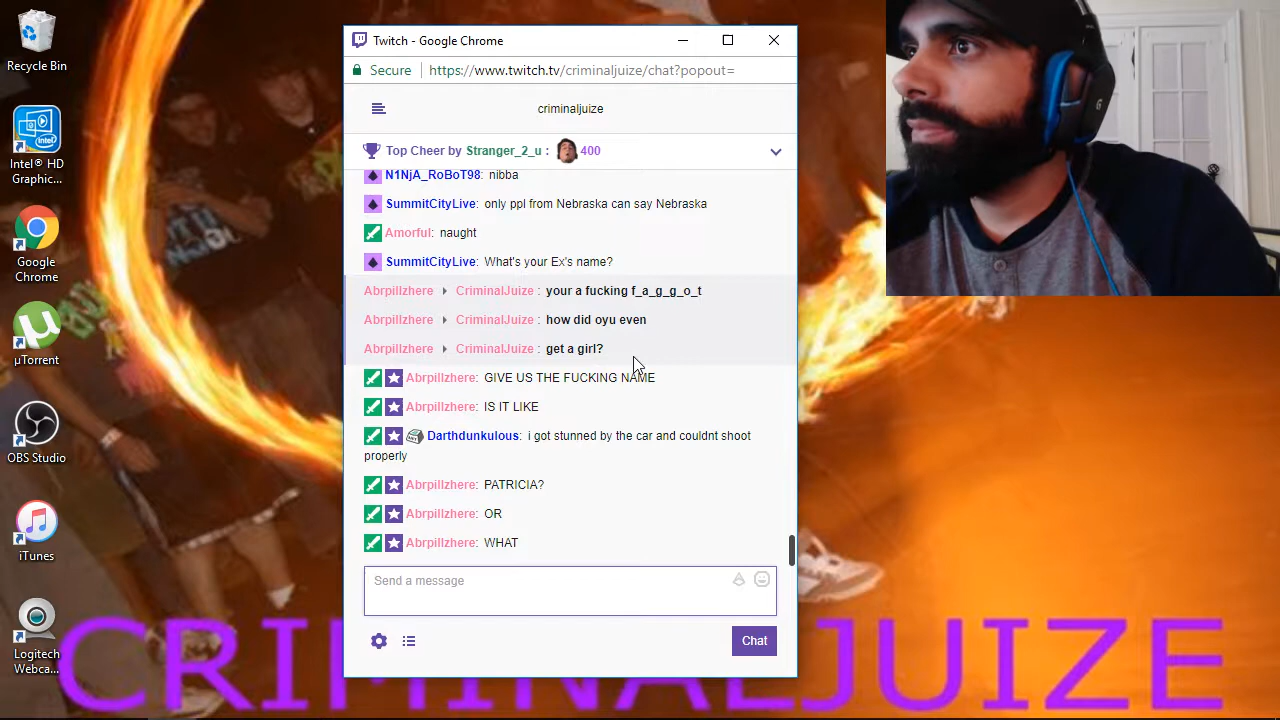 Recycle Bin
Intel® HD
Graphic...
Google
Chrome
µTorrent
OBS Studio
iTunes
Logitech
Webca...
Twitch - Google Chrome
Secure
https://www.twitch.tv/criminaljuize/chat?popout=
criminaljuize
Top Cheer by Stranger_2_u : 400
N1NjA_RoBoT98: nibba
SummitCityLive: only ppl from Nebraska can say Nebraska
Amorful: naught
SummitCityLive: What's your Ex's name?
Abrpillzhere CriminalJuize : your a fucking f_a_g_g_o_t
Abrpillzhere CriminalJuize : how did oyu even
Abrpillzhere CriminalJuize : get a girl?
Abrpillzhere: GIVE US THE FUCKING NAME
Abrpillzhere: IS IT LIKE
Darthdunkulous: i got stunned by the car and couldnt shoot
properly
Abrpillzhere: PATRICIA?
Abrpillzhere: OR
Abrpillzhere: WHAT
Send a message
Chat
CRIMINALJUIZE